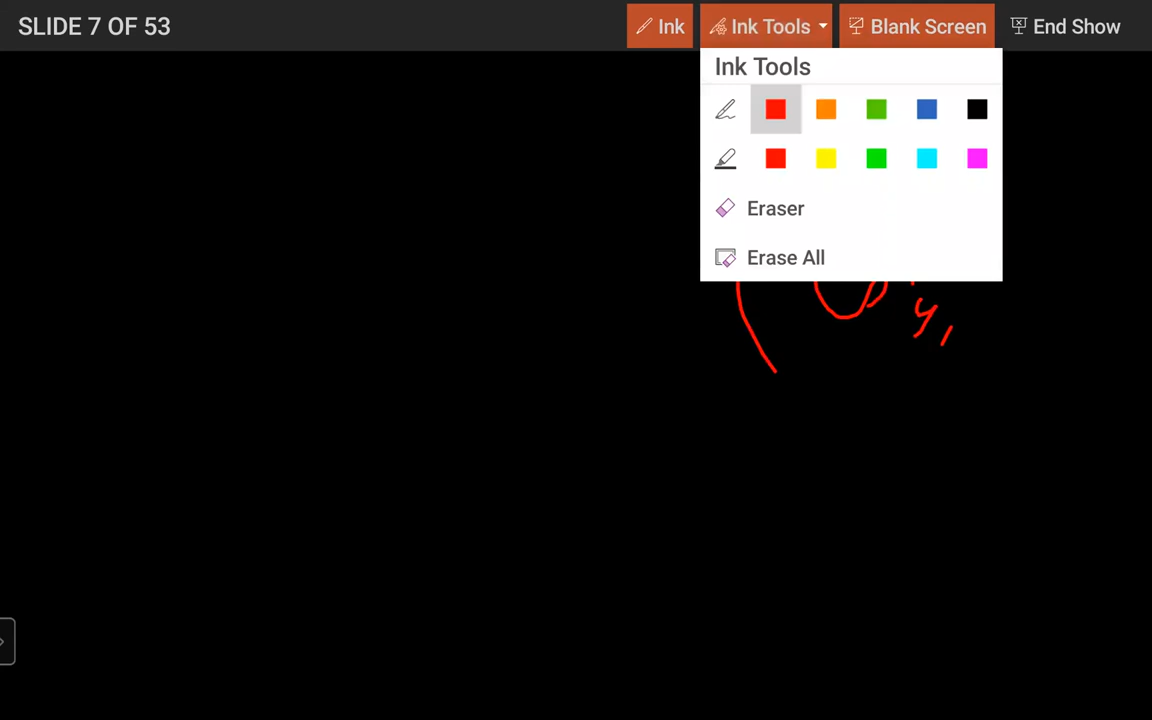 SLIDE 7 OF 53 Ink Ink Tools Blank Screen End Show
Ink Tools
Eraser
Erase All